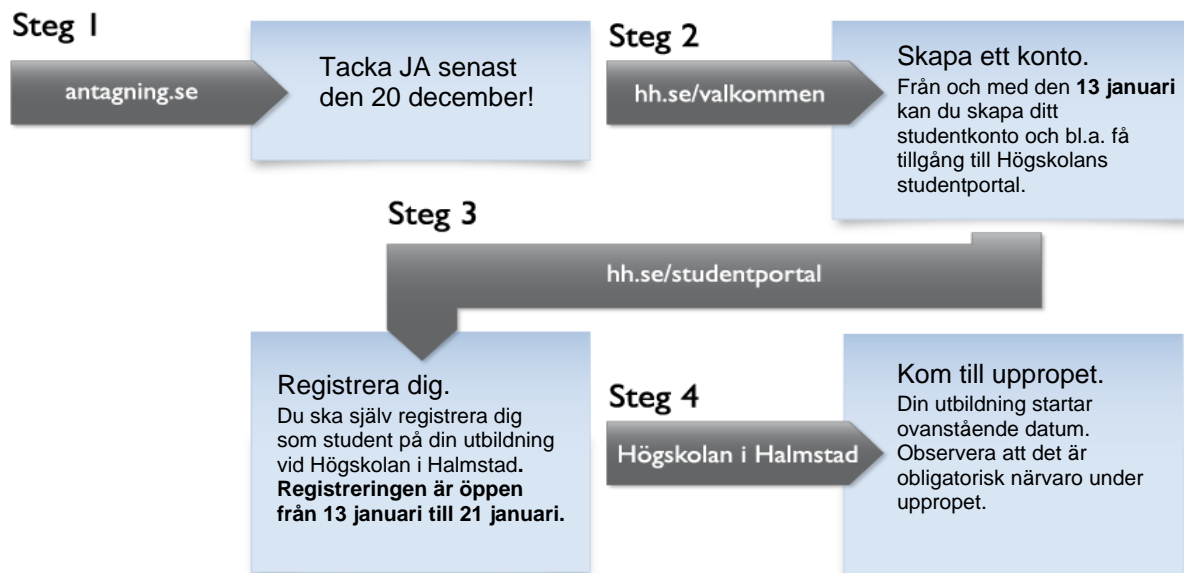 Steg 1
antagning.se
Tacka JA senast
den 20 december!
Steg 2
hh.se/valkommen
Skapa ett konto.
Från och med den 13 januari
kan du skapa ditt
studentkonto och bl.a. få
tillgång till Högskolans
studentportal.
Steg 3
hh.se/studentportal
Registrera dig.
Du ska själv registrera dig
som student på din utbildning
vid Högskolan i Halmstad.
Registreringen är öppen
från 13 januari till 21 januari.
Steg 4
Högskolan i Halmstad
Kom till uppropet.
Din utbildning startar
ovanstående datum.
Observera att det är
obligatorisk närvaro under
uppropet.